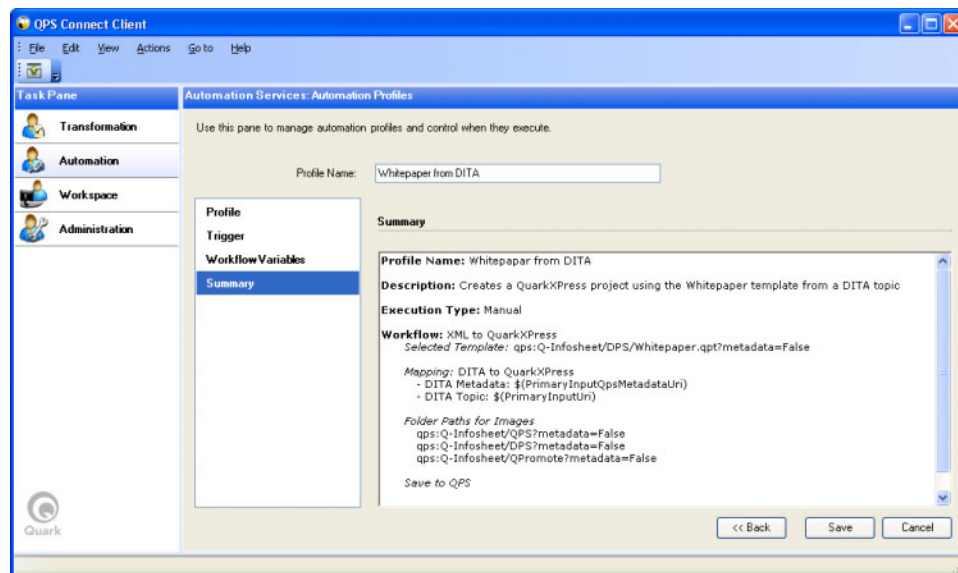 QPS Connect Client
File Edit View Actions Go to Help
Task Pane
Automation Services: Automation Profiles
Transformation
Automation
Workspace
Administration
Use this pane to manage automation profiles and control when they execute.
Profile Name: Whitepaper from DITA
Profile
Trigger
Workflow Variables
Summary
Summary
Profile Name: Whitepapar from DITA
Description: Creates a QuarkXPress project using the Whitepaper template from a DITA topic
Execution Type: Manual
Workflow: XML to QuarkXPress
Selected Template: qps:Q-Infosheet/DPS/Whitepaper.qpt?metadata=False
Mapping: DITA to QuarkXPress
- DITA Metadata: $(PrimaryInputQpsMetadataUri)
- DITA Topic: $(PrimaryInputUri)
Folder Paths for Images
qps:Q-Infosheet/QPS?metadata=False
qps:Q-Infosheet/DPS?metadata=False
qps:Q-Infosheet/QPromote?metadata=False
Save to QPS
Quark
<< Back Save Cancel